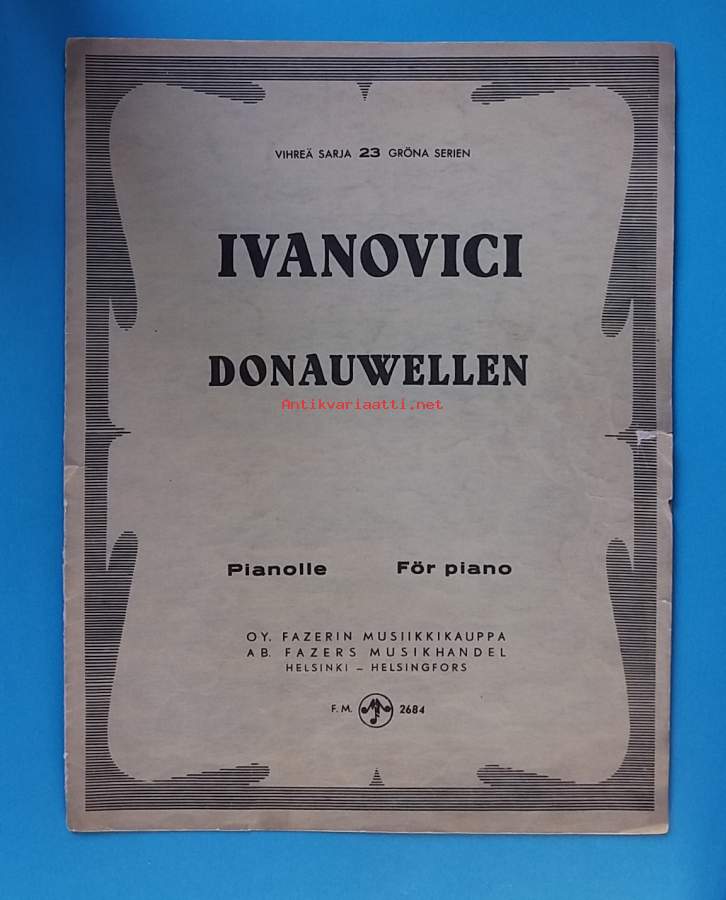 VIHREÄ SARJA 23 GRÖNA SERIEN
IVANOVICI
DONAUWELLEN
Antikvariaatti.net
Pianolle För piano
OY. FAZERIN MUSIIKKIKAUPPA
AB. FAZERS MUSIKHANDEL
HELSINKI – HELSINGFORS
F. M. 2684